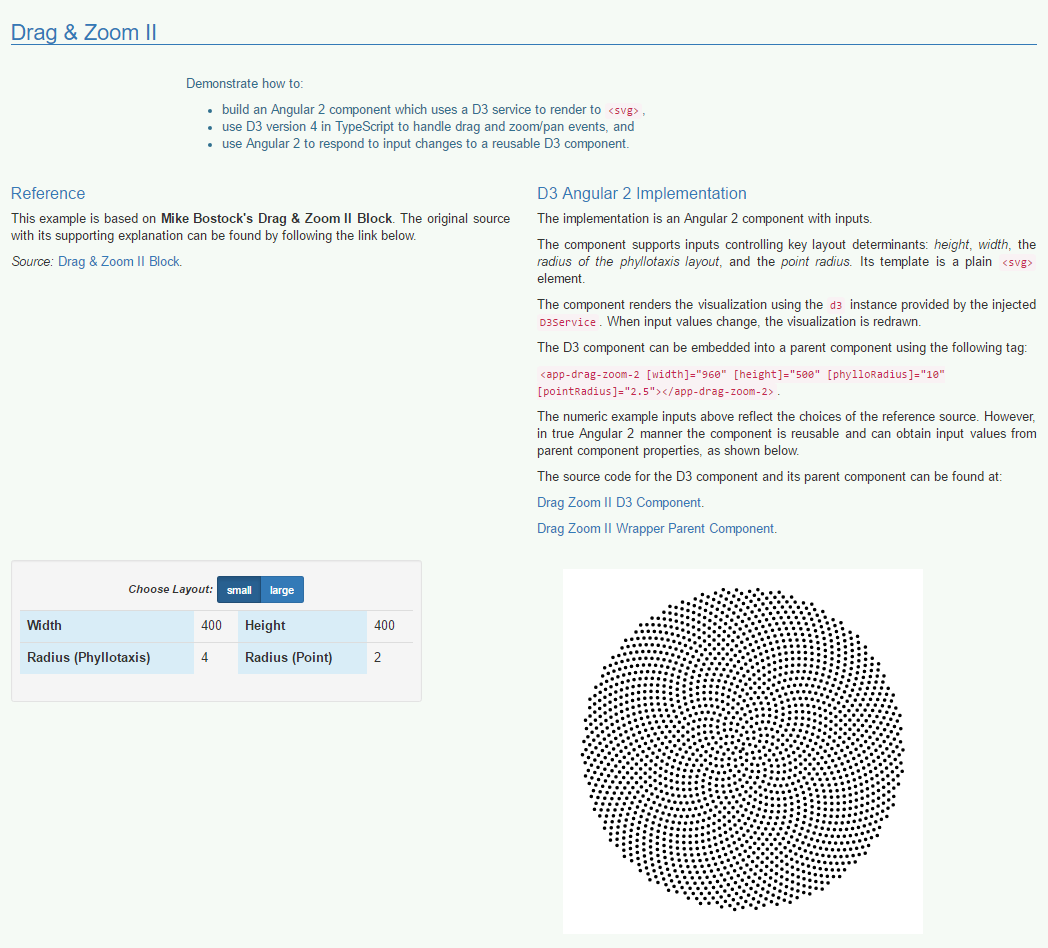 Drag & Zoom II
Demonstrate how to:
• build an Angular 2 component which uses a D3 service to render to <svg>,
• use D3 version 4 in TypeScript to handle drag and zoom/pan events, and
• use Angular 2 to respond to input changes to a reusable D3 component.
Reference
This example is based on Mike Bostock's Drag & Zoom II Block. The original source
with its supporting explanation can be found by following the link below.
Source: Drag & Zoom II Block.
D3 Angular 2 Implementation
The implementation is an Angular 2 component with inputs.
The component supports inputs controlling key layout determinants: height, width, the
radius of the phyllotaxis layout, and the point radius. Its template is a plain <svg>
element.
The component renders the visualization using the d3 instance provided by the injected
D3Service. When input values change, the visualization is redrawn.
The D3 component can be embedded into a parent component using the following tag:
<app-drag-zoom-2 [width]="960" [height]="500" [phylloRadius]="10"
[pointRadius]="2.5"></app-drag-zoom-2>.
The numeric example inputs above reflect the choices of the reference source. However,
in true Angular 2 manner the component is reusable and can obtain input values from
parent component properties, as shown below.
The source code for the D3 component and its parent component can be found at:
Drag Zoom II D3 Component.
Drag Zoom II Wrapper Parent Component.
Choose Layout: small large
Width 400 Height 400
Radius (Phyllotaxis) 4 Radius (Point) 2